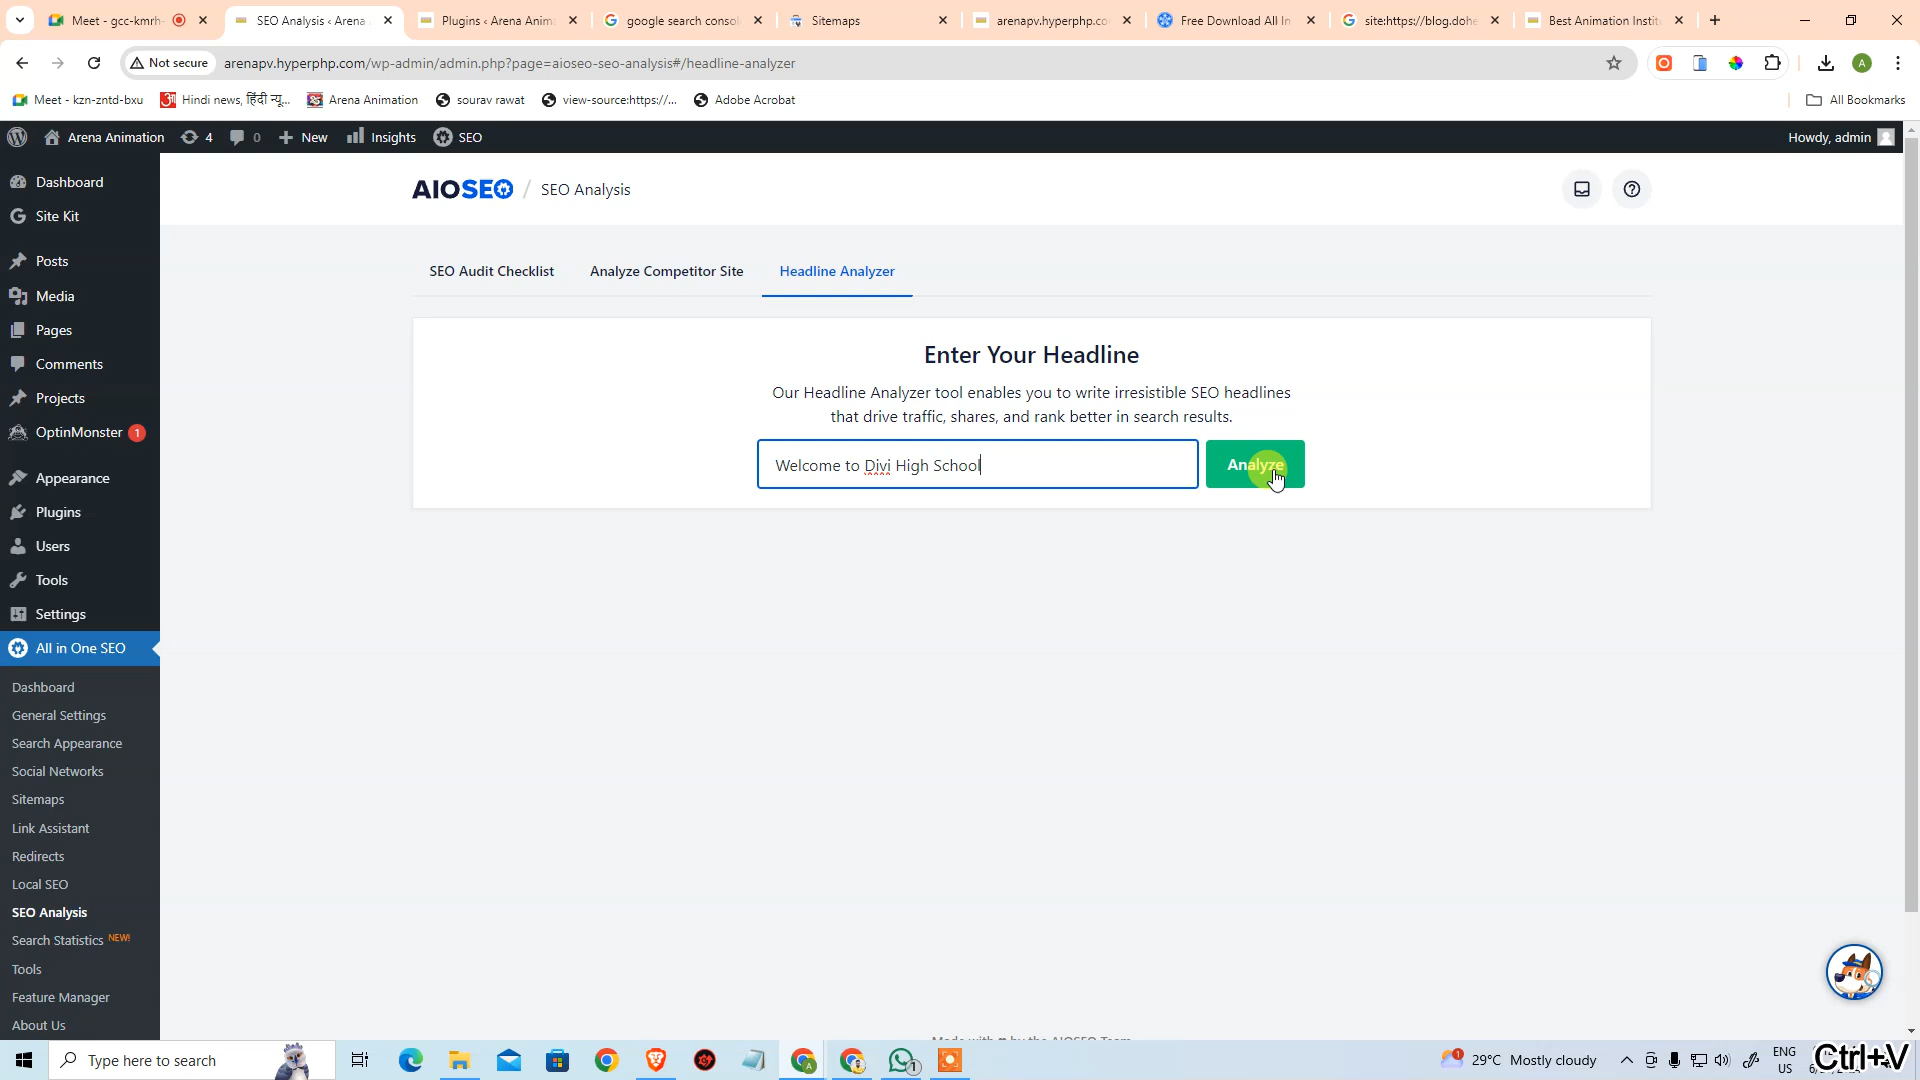 Meet - gcc-kmrh-
SEO Analysis ‹ Arena
Plugins ‹ Arena Anim
google search consol
Sitemaps
arenapv.hyperphp.co
Free Download All In
site:https://blog.dohe
Best Animation Instit
Not secure
arenapv.hyperphp.com/wp-admin/admin.php?page=aioseo-seo-analysis#/headline-analyzer
Meet - kzn-zntd-bxu
Hindi news, हिंदी न्यू...
Arena Animation
sourav rawat
view-source:https://...
Adobe Acrobat
All Bookmarks
Arena Animation
4
0
New
Insights
SEO
Howdy, admin
Dashboard
Site Kit
Posts
Media
Pages
Comments
Projects
OptinMonster 1
Appearance
Plugins
Users
Tools
Settings
All in One SEO
Dashboard
General Settings
Search Appearance
Social Networks
Sitemaps
Link Assistant
Redirects
Local SEO
SEO Analysis
Search Statistics NEW!
Tools
Feature Manager
About Us
AIOSEO / SEO Analysis
SEO Audit Checklist
Analyze Competitor Site
Headline Analyzer
Enter Your Headline
Our Headline Analyzer tool enables you to write irresistible SEO headlines
that drive traffic, shares, and rank better in search results.
Welcome to Divi High School
Analyze
Type here to search
1
1
29°C Mostly cloudy
ENG
US
Ctrl+V